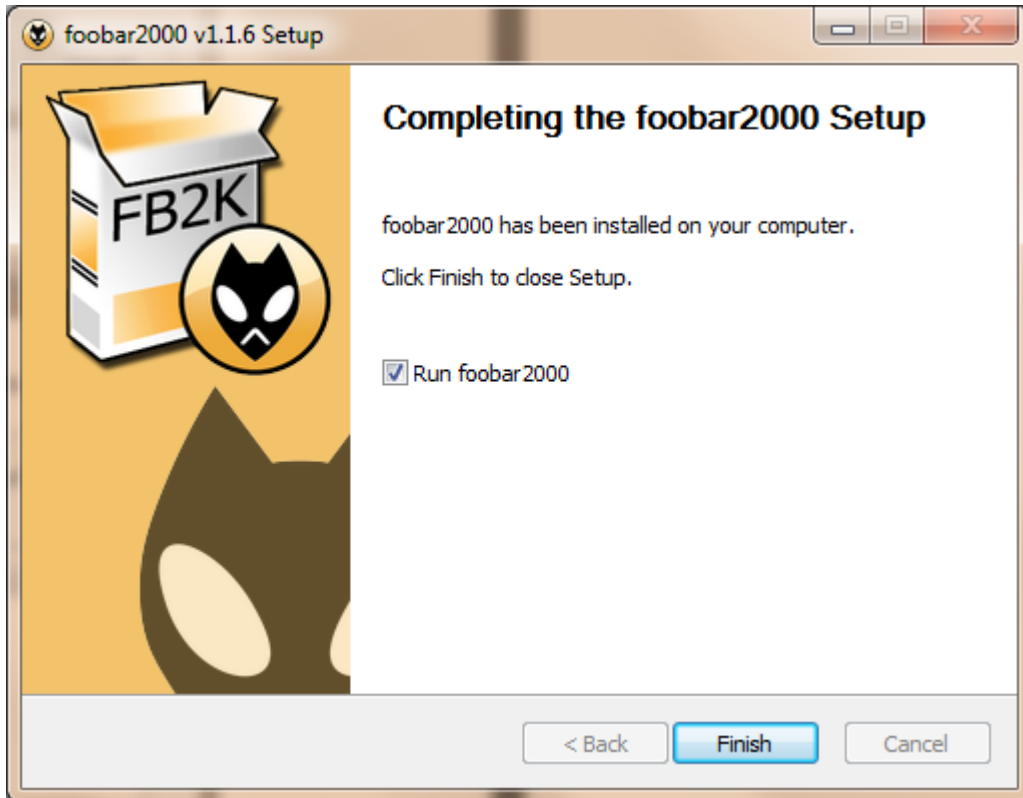 foobar2000 v1.1.6 Setup
Completing the foobar2000 Setup
FB2K
foobar2000 has been installed on your computer.
Click Finish to close Setup.
Run foobar2000
< Back
Finish
Cancel